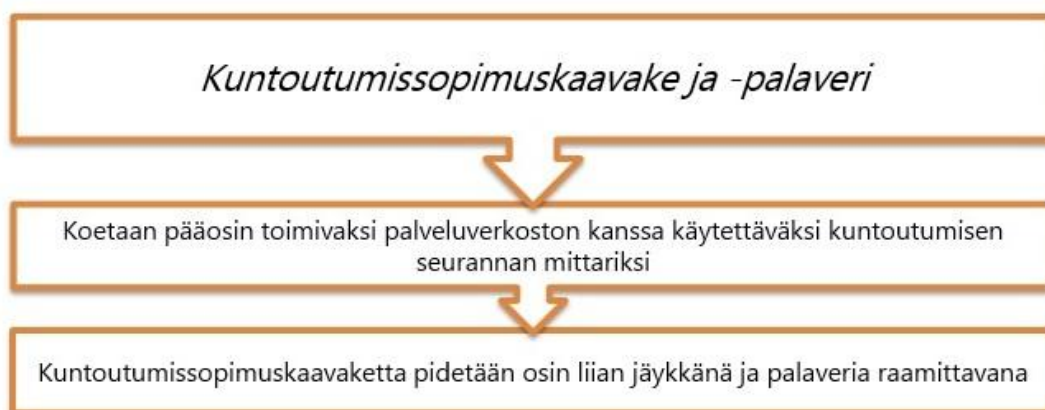 Kuntoutumissopimuskaavake ja -palaveri
Koetaan pääosin toimivaksi palveluverkoston kanssa käytettäväksi kuntoutumisen
seurannan mittariksi
Kuntoutumissopimuskaavaketta pidetään osin liian jäykkänä ja palaveria raamittavana